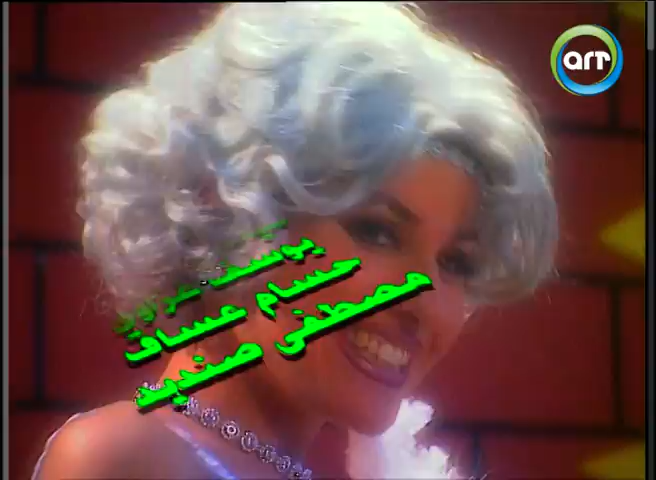 art
يوسف
حسام عساف
مصطفى صنديد